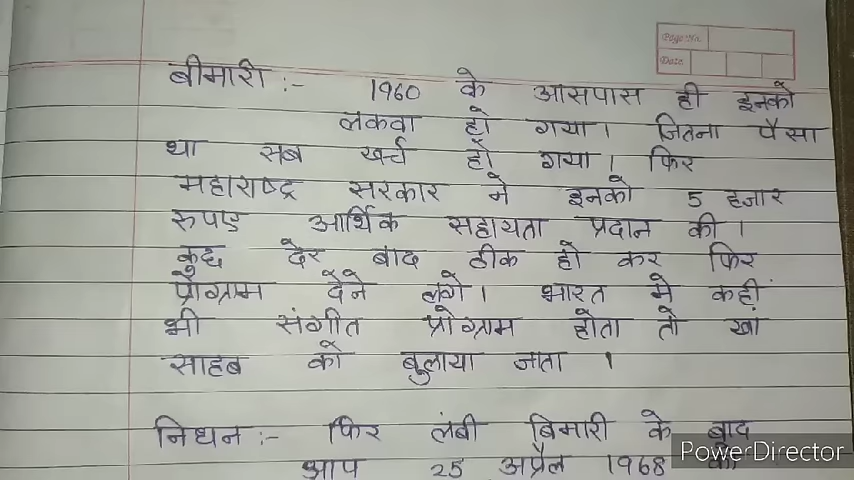 Page No.
Date
बीमारी :- 1960 के आसपास ही इनको
लकवा हो गया। जितना पैसा
था सब खर्च हो गया। फिर
महाराष्ट्र सरकार ने इनको 5 हजार
रुपए आर्थिक सहायता प्रदान की।
कुछ देर बाद ठीक हो कर फिर
प्रोग्राम देने लगे। भारत मे कहीं
भी संगीत प्रोग्राम होता तो खां
साहब को बुलाया जाता ।
निधन :- फिर लंबी बिमारी के बाद
आप 25 अप्रैल 1968 को
PowerDirector